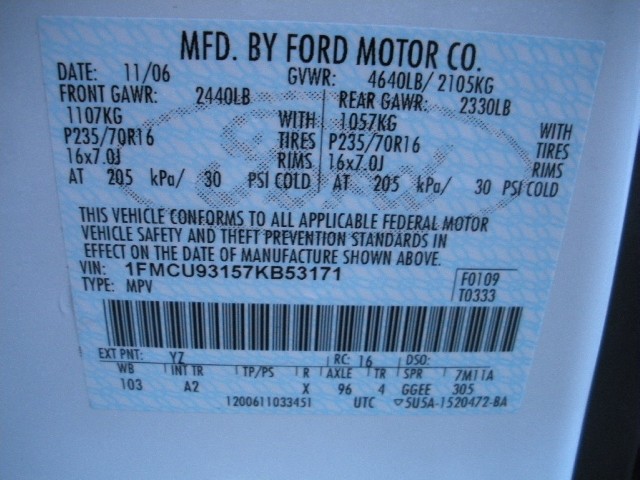 MFD. BY FORD MOTOR CO.
DATE: 11/06 GVWR: 4640LB/ 2105KG
FRONT GAWR: 2440LB REAR GAWR: 2330LB
1107KG WITH 1057KG WITH
P235/70R16 TIRES P235/70R16 TIRES
16x7.0J RIMS 16x7.0J RIMS
AT 205 kPa/ 30 PSI COLD AT 205 kPa/ 30 PSI COLD
THIS VEHICLE CONFORMS TO ALL APPLICABLE FEDERAL MOTOR
VEHICLE SAFETY AND THEFT PREVENTION STANDARDS IN
EFFECT ON THE DATE OF MANUFACTURE SHOWN ABOVE.
VIN: 1FMCU93157KB53171 F0109
TYPE: MPV T0333
EXT PNT: YZ RC: 16 DSO:
WB INT TR TP/PS R AXLE TR SPR 7M11A
103 A2 X 96 4 GGEE 305
1200611033451 UTC 5U5A-1520472-BA
Ford